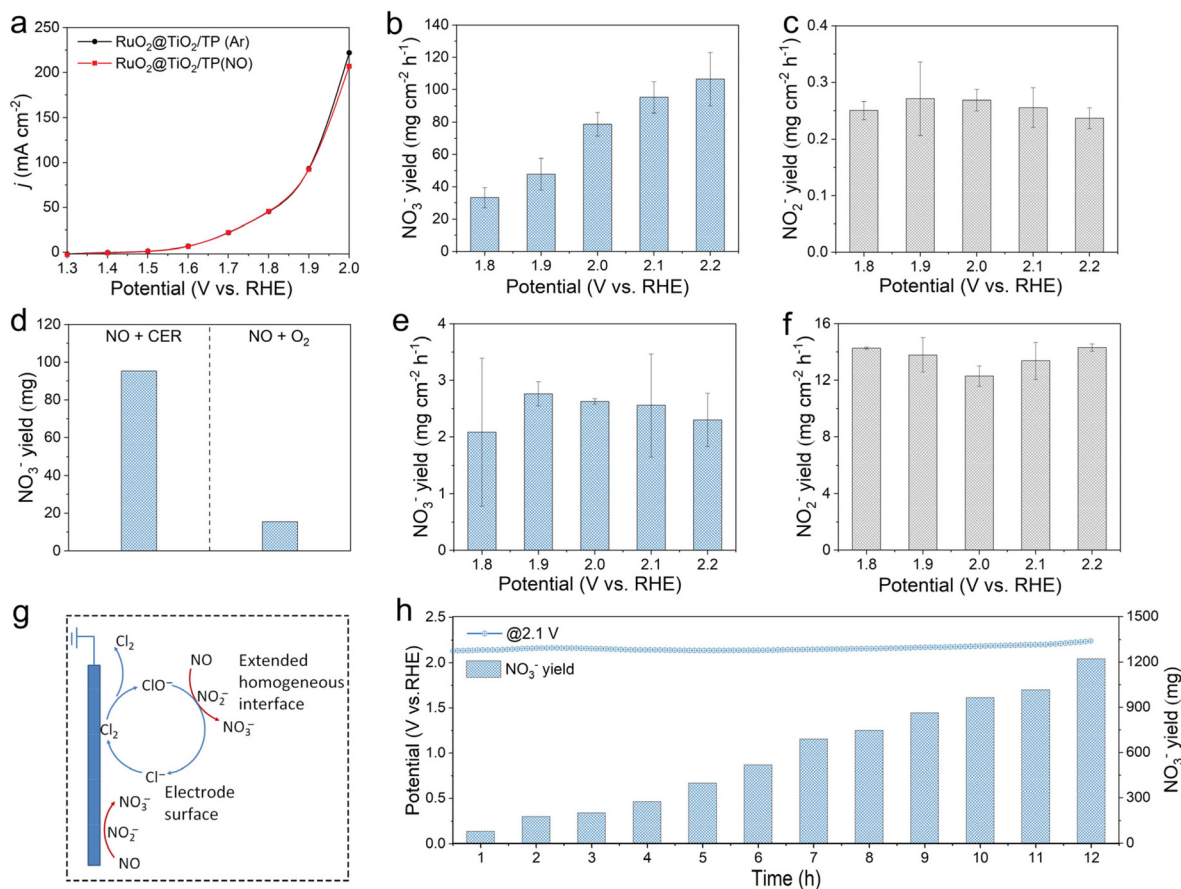 a
RuO₂@TiO₂/TP (Ar)
RuO₂@TiO₂/TP(NO)
j (mA cm⁻²)
250
200
150
100
50
0
1.3 1.4 1.5 1.6 1.7 1.8 1.9 2.0
Potential (V vs. RHE)
b
NO₃⁻ yield (mg cm⁻² h⁻¹)
140
120
100
80
60
40
20
0
1.8 1.9 2.0 2.1 2.2
Potential (V vs. RHE)
c
NO₂⁻ yield (mg cm⁻² h⁻¹)
0.4
0.3
0.2
0.1
0.0
1.8 1.9 2.0 2.1 2.2
Potential (V vs. RHE)
d
NO + CER
NO + O₂
NO₃⁻ yield (mg)
120
100
80
60
40
20
0
e
NO₃⁻ yield (mg cm⁻² h⁻¹)
4
3
2
1
0
1.8 1.9 2.0 2.1 2.2
Potential (V vs. RHE)
f
NO₂⁻ yield (mg cm⁻² h⁻¹)
16
12
8
4
0
1.8 1.9 2.0 2.1 2.2
Potential (V vs. RHE)
g
Cl₂
ClO⁻
NO
NO₂⁻
NO₃⁻
Extended
homogeneous
interface
Cl₂
Cl⁻
Electrode
surface
NO₃⁻
NO₂⁻
NO
h
@2.1 V
NO₃⁻ yield
Potential (V vs.RHE)
2.5
2.0
1.5
1.0
0.5
0.0
1 2 3 4 5 6 7 8 9 10 11 12
Time (h)
1500
1200
900
600
300
0
NO₃⁻ yield (mg)